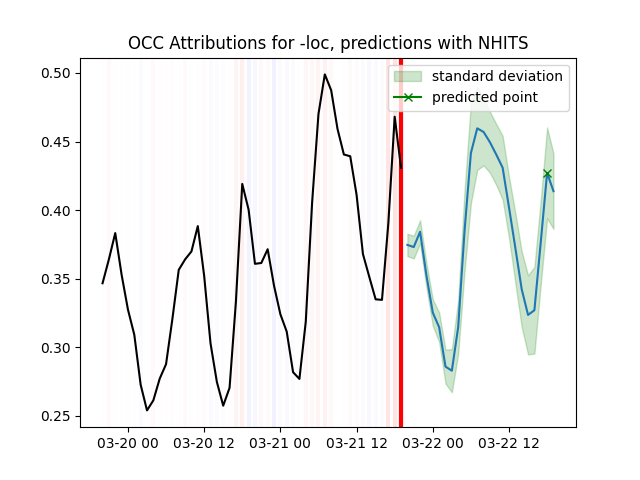 OCC Attributions for -loc, predictions with NHITS
standard deviation
predicted point
0.50
0.45
0.40
0.35
0.30
0.25
03-20 00 03-20 12 03-21 00 03-21 12 03-22 00 03-22 12